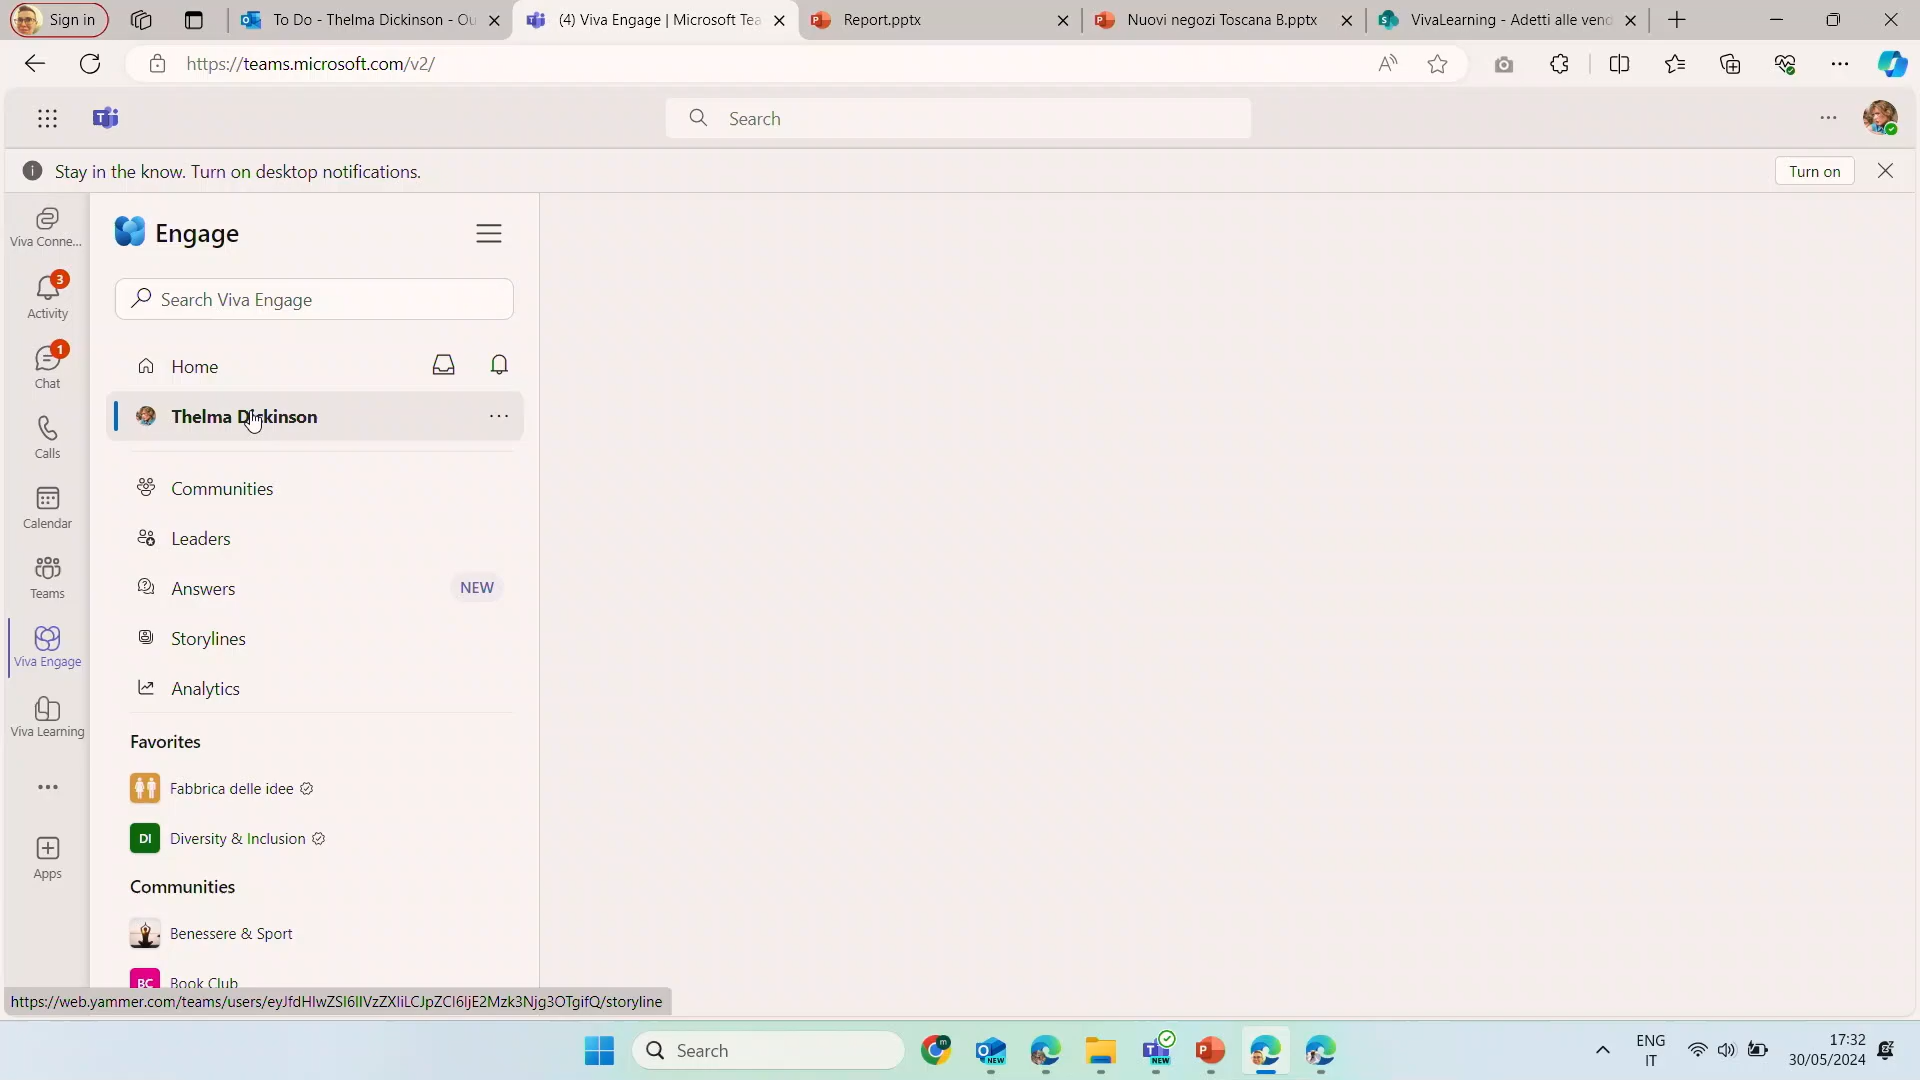 Sign in
To Do - Thelma Dickinson - Ou
(4) Viva Engage | Microsoft Tea
Report.pptx
Nuovi negozi Toscana B.pptx
VivaLearning - Adetti alle vend
https://teams.microsoft.com/v2/
Search
Stay in the know. Turn on desktop notifications.
Turn on
Viva Conne...
3
Activity
1
Chat
Calls
Calendar
Teams
Viva Engage
Viva Learning
Apps
Engage
Search Viva Engage
Home
Thelma Dickinson
Communities
Leaders
Answers NEW
Storylines
Analytics
Favorites
Fabbrica delle idee
DI Diversity & Inclusion
Communities
Benessere & Sport
BC Book Club
https://web.yammer.com/teams/users/eyJfdHlwZSI6IlVzZXIiLCJpZCI6IjE2Mzk3Njg3OTgifQ/storyline
Search
NEW
NEW
ENG
IT
17:32
30/05/2024